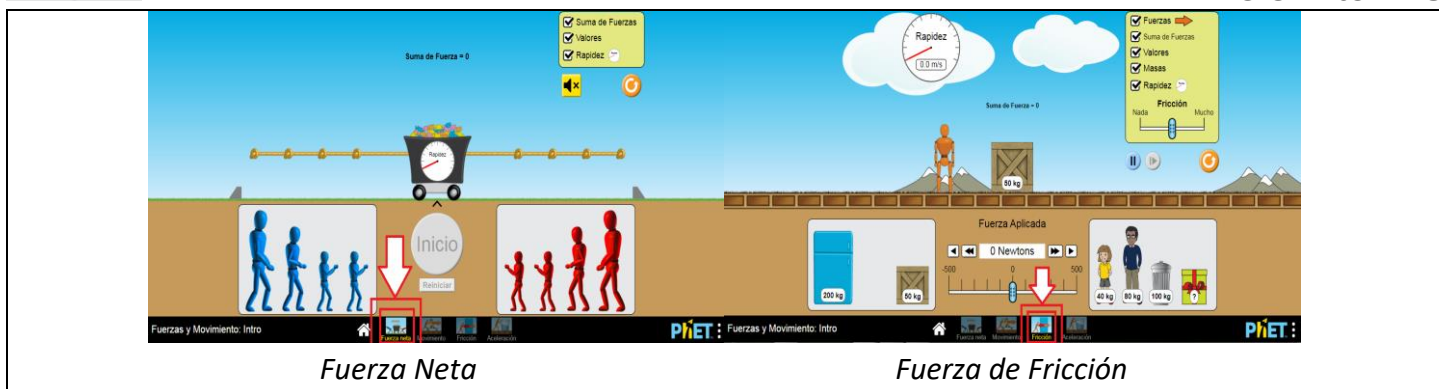 Suma de Fuerzas
Valores
Rapidez
Suma de Fuerza = 0
Rapidez
Inicio
Reiniciar
Fuerzas y Movimiento: Intro
Fuerza neta
Movimiento
Fricción
Aceleración
PhET
Fuerza Neta
Rapidez
0.0 m/s
Fuerzas
Suma de Fuerzas
Valores
Masas
Rapidez
Fricción
Nada Mucho
Suma de Fuerza = 0
50 kg
Fuerza Aplicada
0 Newtons
-500 0 500
200 kg
50 kg
40 kg
80 kg
100 kg
?
Fuerzas y Movimiento: Intro
Fuerza neta
Movimiento
Fricción
Aceleración
PhET
Fuerza de Fricción